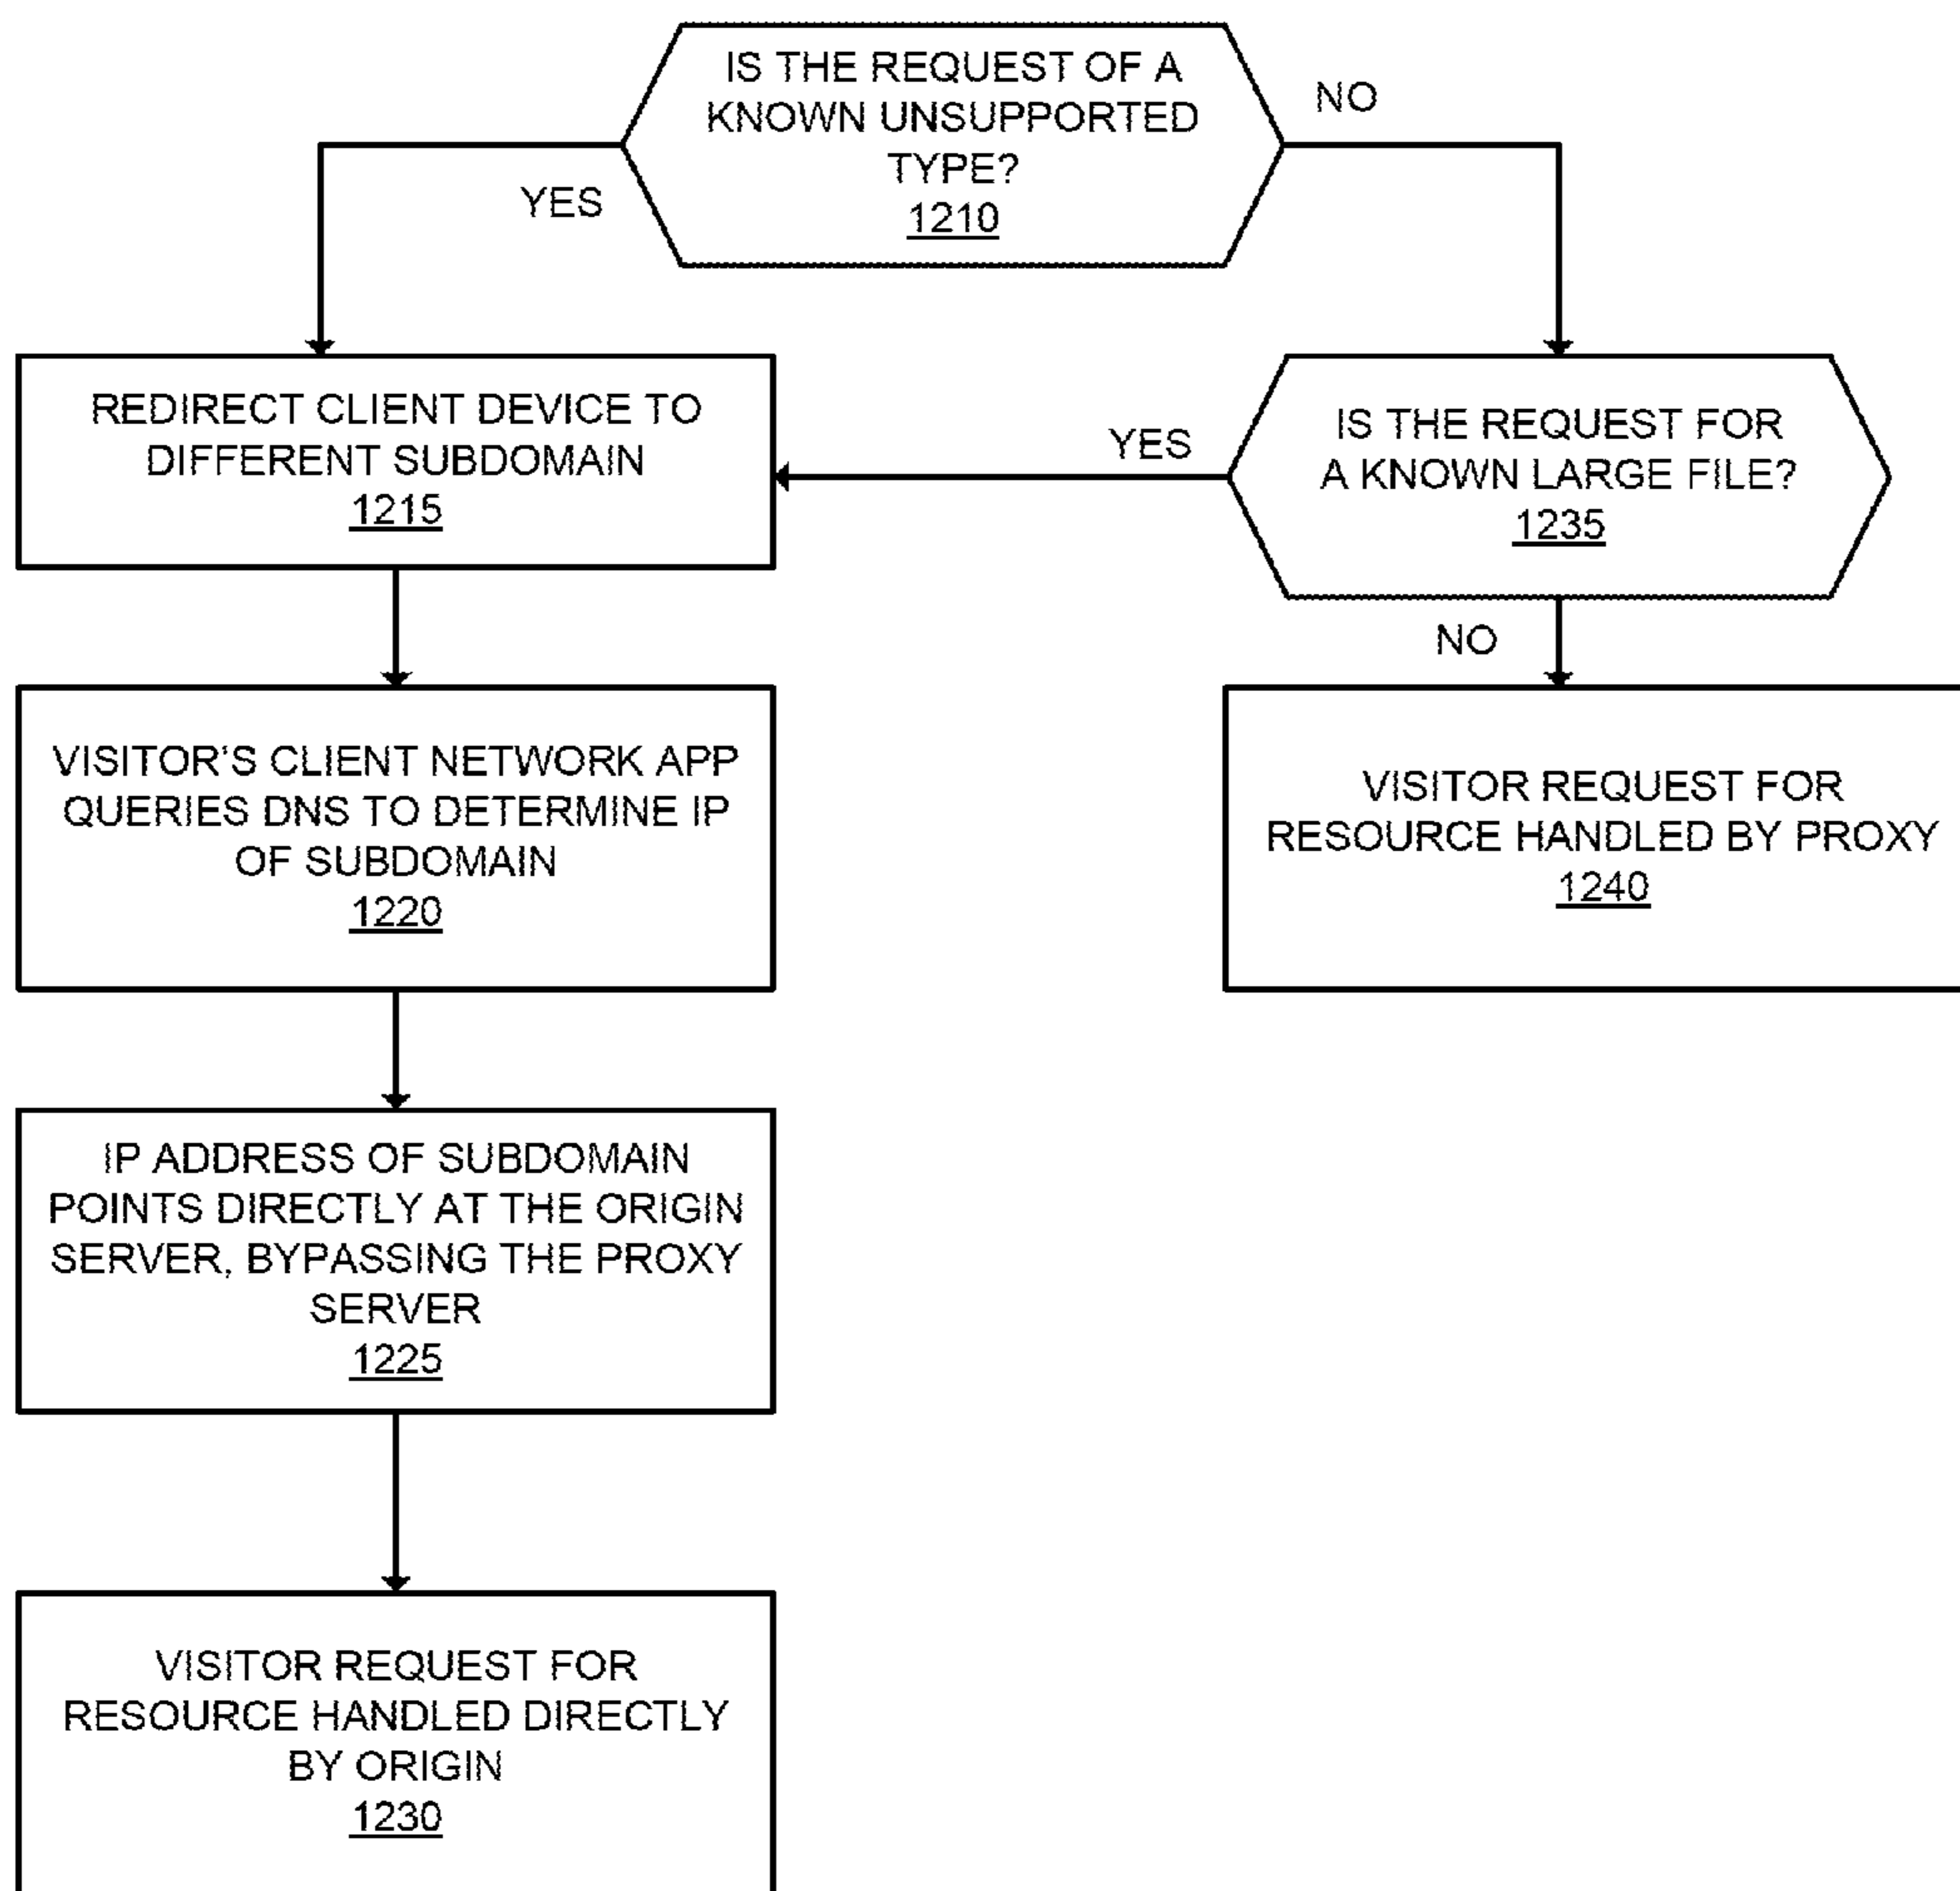 IS THE REQUEST OF A
KNOWN UNSUPPORTED
TYPE?
1210
NO
YES
REDIRECT CLIENT DEVICE TO
DIFFERENT SUBDOMAIN
1215
YES
IS THE REQUEST FOR
A KNOWN LARGE FILE?
1235
NO
VISITOR'S CLIENT NETWORK APP
QUERIES DNS TO DETERMINE IP
OF SUBDOMAIN
1220
VISITOR REQUEST FOR
RESOURCE HANDLED BY PROXY
1240
IP ADDRESS OF SUBDOMAIN
POINTS DIRECTLY AT THE ORIGIN
SERVER, BYPASSING THE PROXY
SERVER
1225
VISITOR REQUEST FOR
RESOURCE HANDLED DIRECTLY
BY ORIGIN
1230